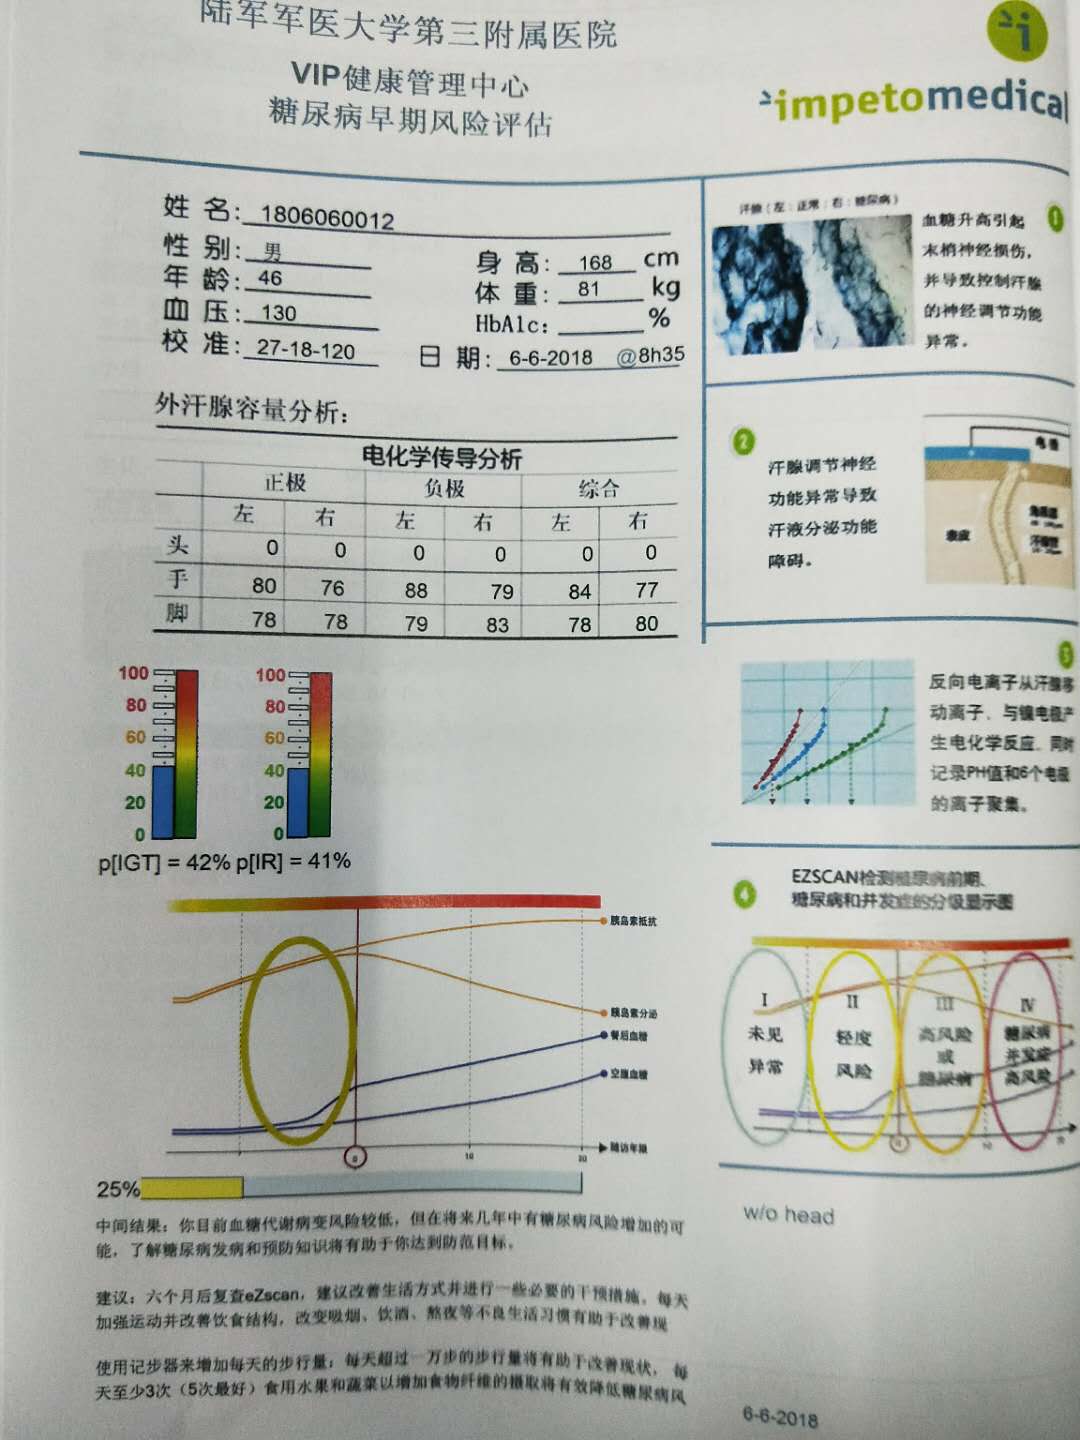 陆军军医大学第三附属医院
VIP健康管理中心
糖尿病早期风险评估
impetomedical
姓 名: 1806060012
性 别: 男
年 龄: 46
血 压: 130
校 准: 27-18-120
身 高: 168 cm
体 重: 81 kg
HbAlc: %
日 期: 6-6-2018 @8h35
外汗腺容量分析:
电化学传导分析
正极 负极 综合
左 右 左 右 左 右
头 0 0 0 0 0 0
手 80 76 88 79 84 77
脚 78 78 79 83 78 80
100 100
80 80
60 60
40 40
20 20
0 0
p[IGT] = 42% p[IR] = 41%
胰岛素抵抗
胰岛素分泌
餐后血糖
空腹血糖
随访年限
0 10 20
25%
中间结果: 你目前血糖代谢病变风险较低, 但在将来几年中有糖尿病风险增加的可
能, 了解糖尿病发病和预防知识将有助于你达到防范目标。
建议: 六个月后复查eZscan, 建议改善生活方式并进行一些必要的干预措施。每天
加强运动并改善饮食结构, 改变吸烟、饮酒、熬夜等不良生活习惯有助于改善现
使用记步器来增加每天的步行量: 每天超过一万步的步行量将有助于改善现状, 每
天至少3次 (5次最好) 食用水果和蔬菜以增加食物纤维的摄取将有效降低糖尿病风
汗腺 ( 左 : 正常 : 右 : 糖尿病 )
1
血糖升高引起
末梢神经损伤,
并导致控制汗腺
的神经调节功能
异常。
2
汗腺调节神经
功能异常导致
汗液分泌功能
障碍。
电极
表皮
3
反向电离子从汗腺移
动离子、与镍电极产
生电化学反应。同时
记录PH值和6个电极
的离子聚集。
4
EZSCAN检测糖尿病前期、
糖尿病和并发症的分级显示图
I II III IV
未见
异常
轻度
风险
高风险
或
糖尿病
糖尿病
并发症
高风险
w/o head
6-6-2018